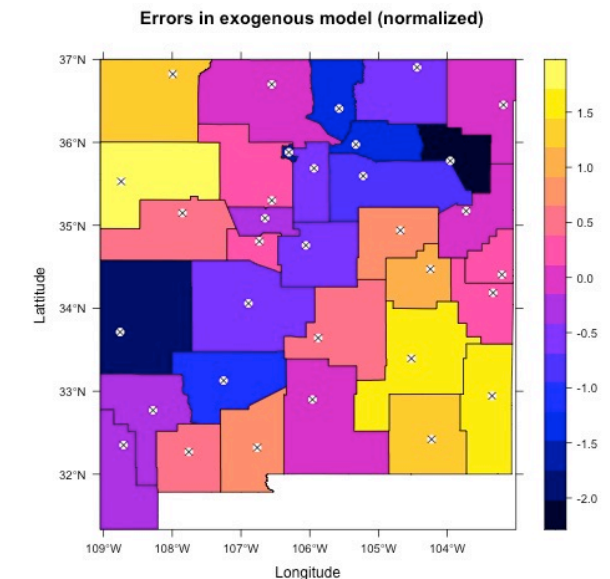 Errors in exogenous model (normalized)
37°N
36°N
35°N
34°N
33°N
32°N
Lattitude
109°W 108°W 107°W 106°W 105°W 104°W
Longitude
1.5
1.0
0.5
0.0
-0.5
-1.0
-1.5
-2.0